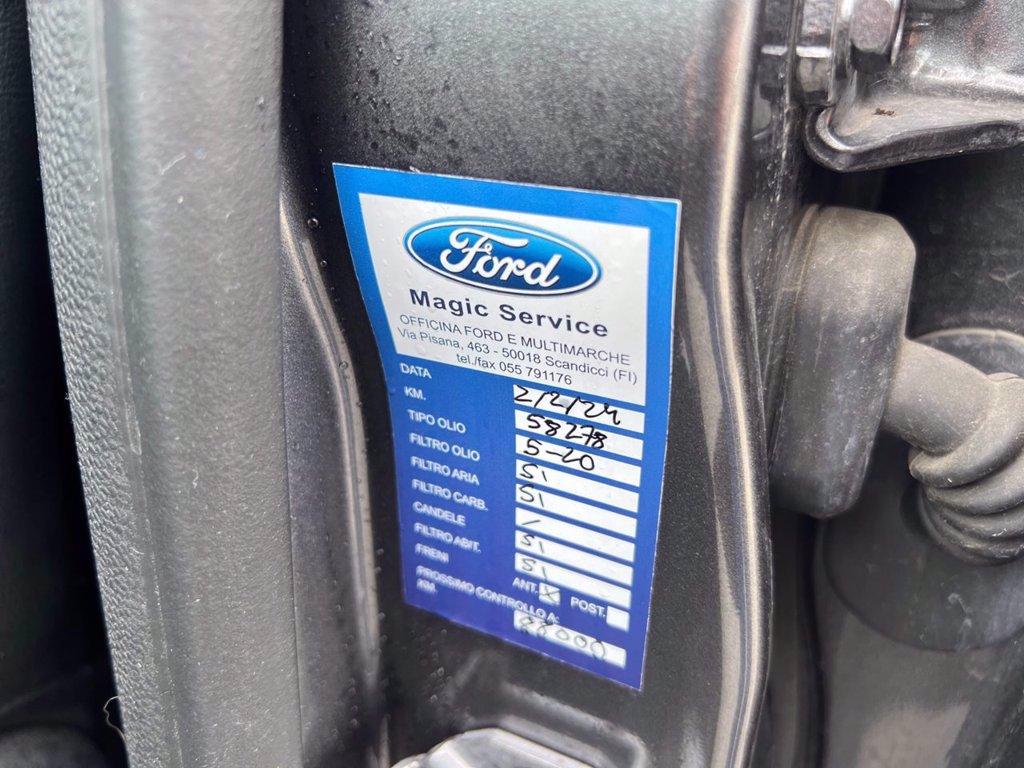 Ford
Magic Service
OFFICINA FORD E MULTIMARCHE
Via Pisana, 463 - 50018 Scandicci (FI)
tel./fax 055 791176
DATA 2/2/24
KM. 58278
TIPO OLIO 5-20
FILTRO OLIO SI
FILTRO ARIA SI
FILTRO CARB. -
CANDELE SI
FILTRO ABIT. SI
FRENI ANT. X POST.
PROSSIMO CONTROLLO A:
KM.